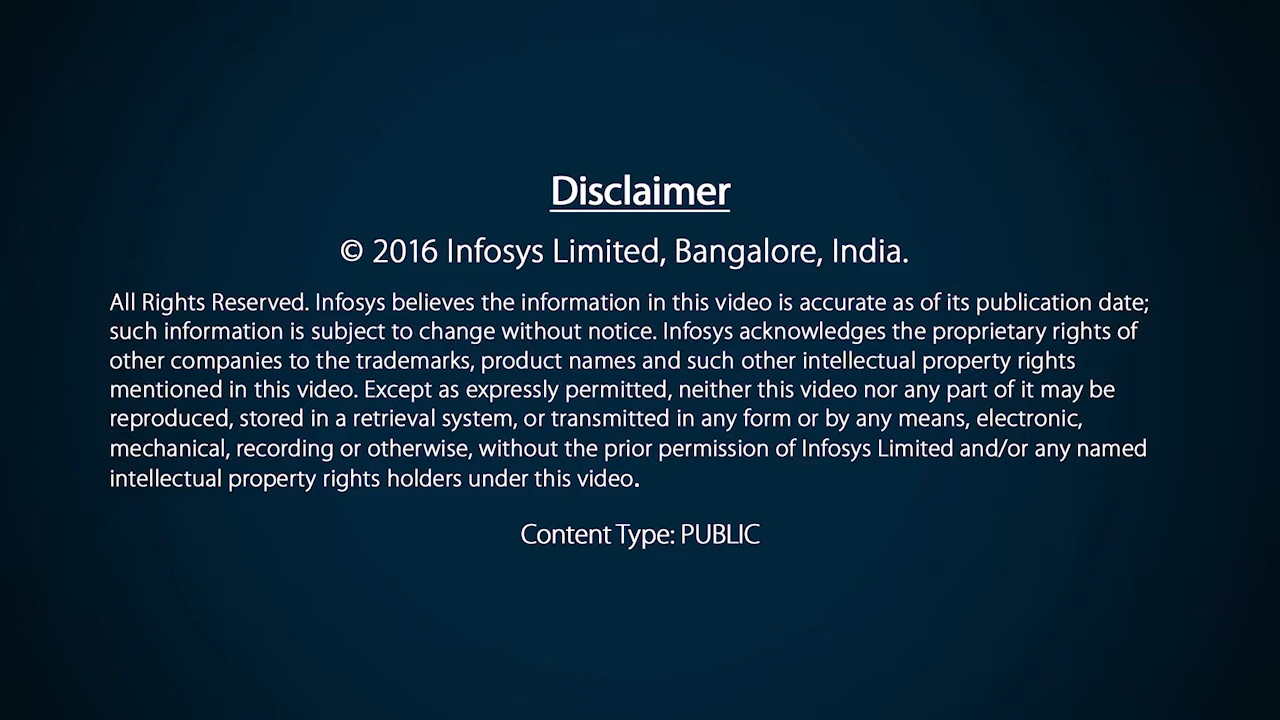 Disclaimer
© 2016 Infosys Limited, Bangalore, India.
All Rights Reserved. Infosys believes the information in this video is accurate as of its publication date;
such information is subject to change without notice. Infosys acknowledges the proprietary rights of
other companies to the trademarks, product names and such other intellectual property rights
mentioned in this video. Except as expressly permitted, neither this video nor any part of it may be
reproduced, stored in a retrieval system, or transmitted in any form or by any means, electronic,
mechanical, recording or otherwise, without the prior permission of Infosys Limited and/or any named
intellectual property rights holders under this video.
Content Type: PUBLIC